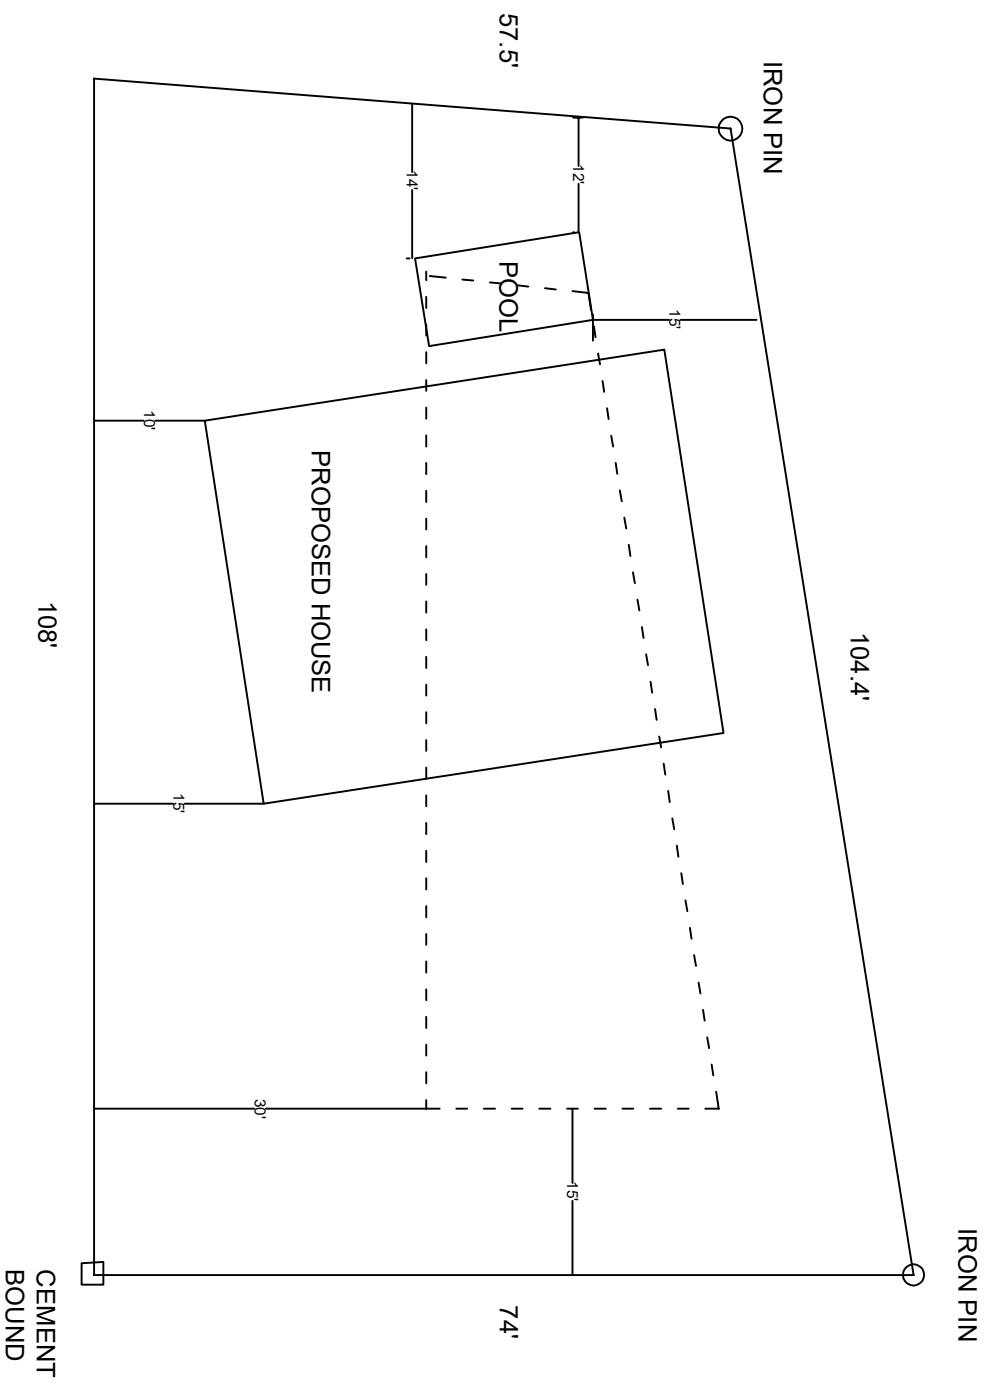 IRON PIN
104.4'
IRON PIN
15'
12'
15'
57.5'
POOL
74'
14'
PROPOSED HOUSE
30'
15'
10'
108'
CEMENT
BOUND